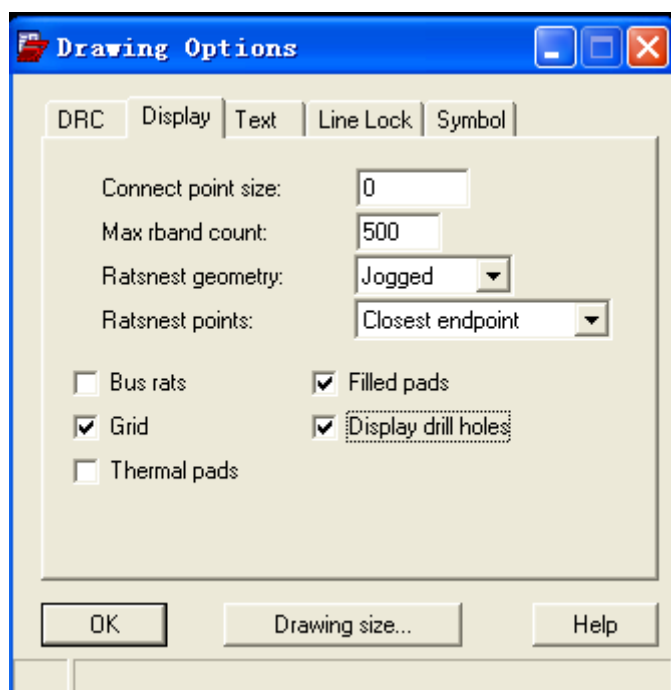 Drawing Options
DRC Display Text Line Lock Symbol
Connect point size: 0
Max rband count: 500
Ratsnest geometry: Jogged
Ratsnest points: Closest endpoint
Bus rats Filled pads
Grid Display drill holes
Thermal pads
OK Drawing size... Help